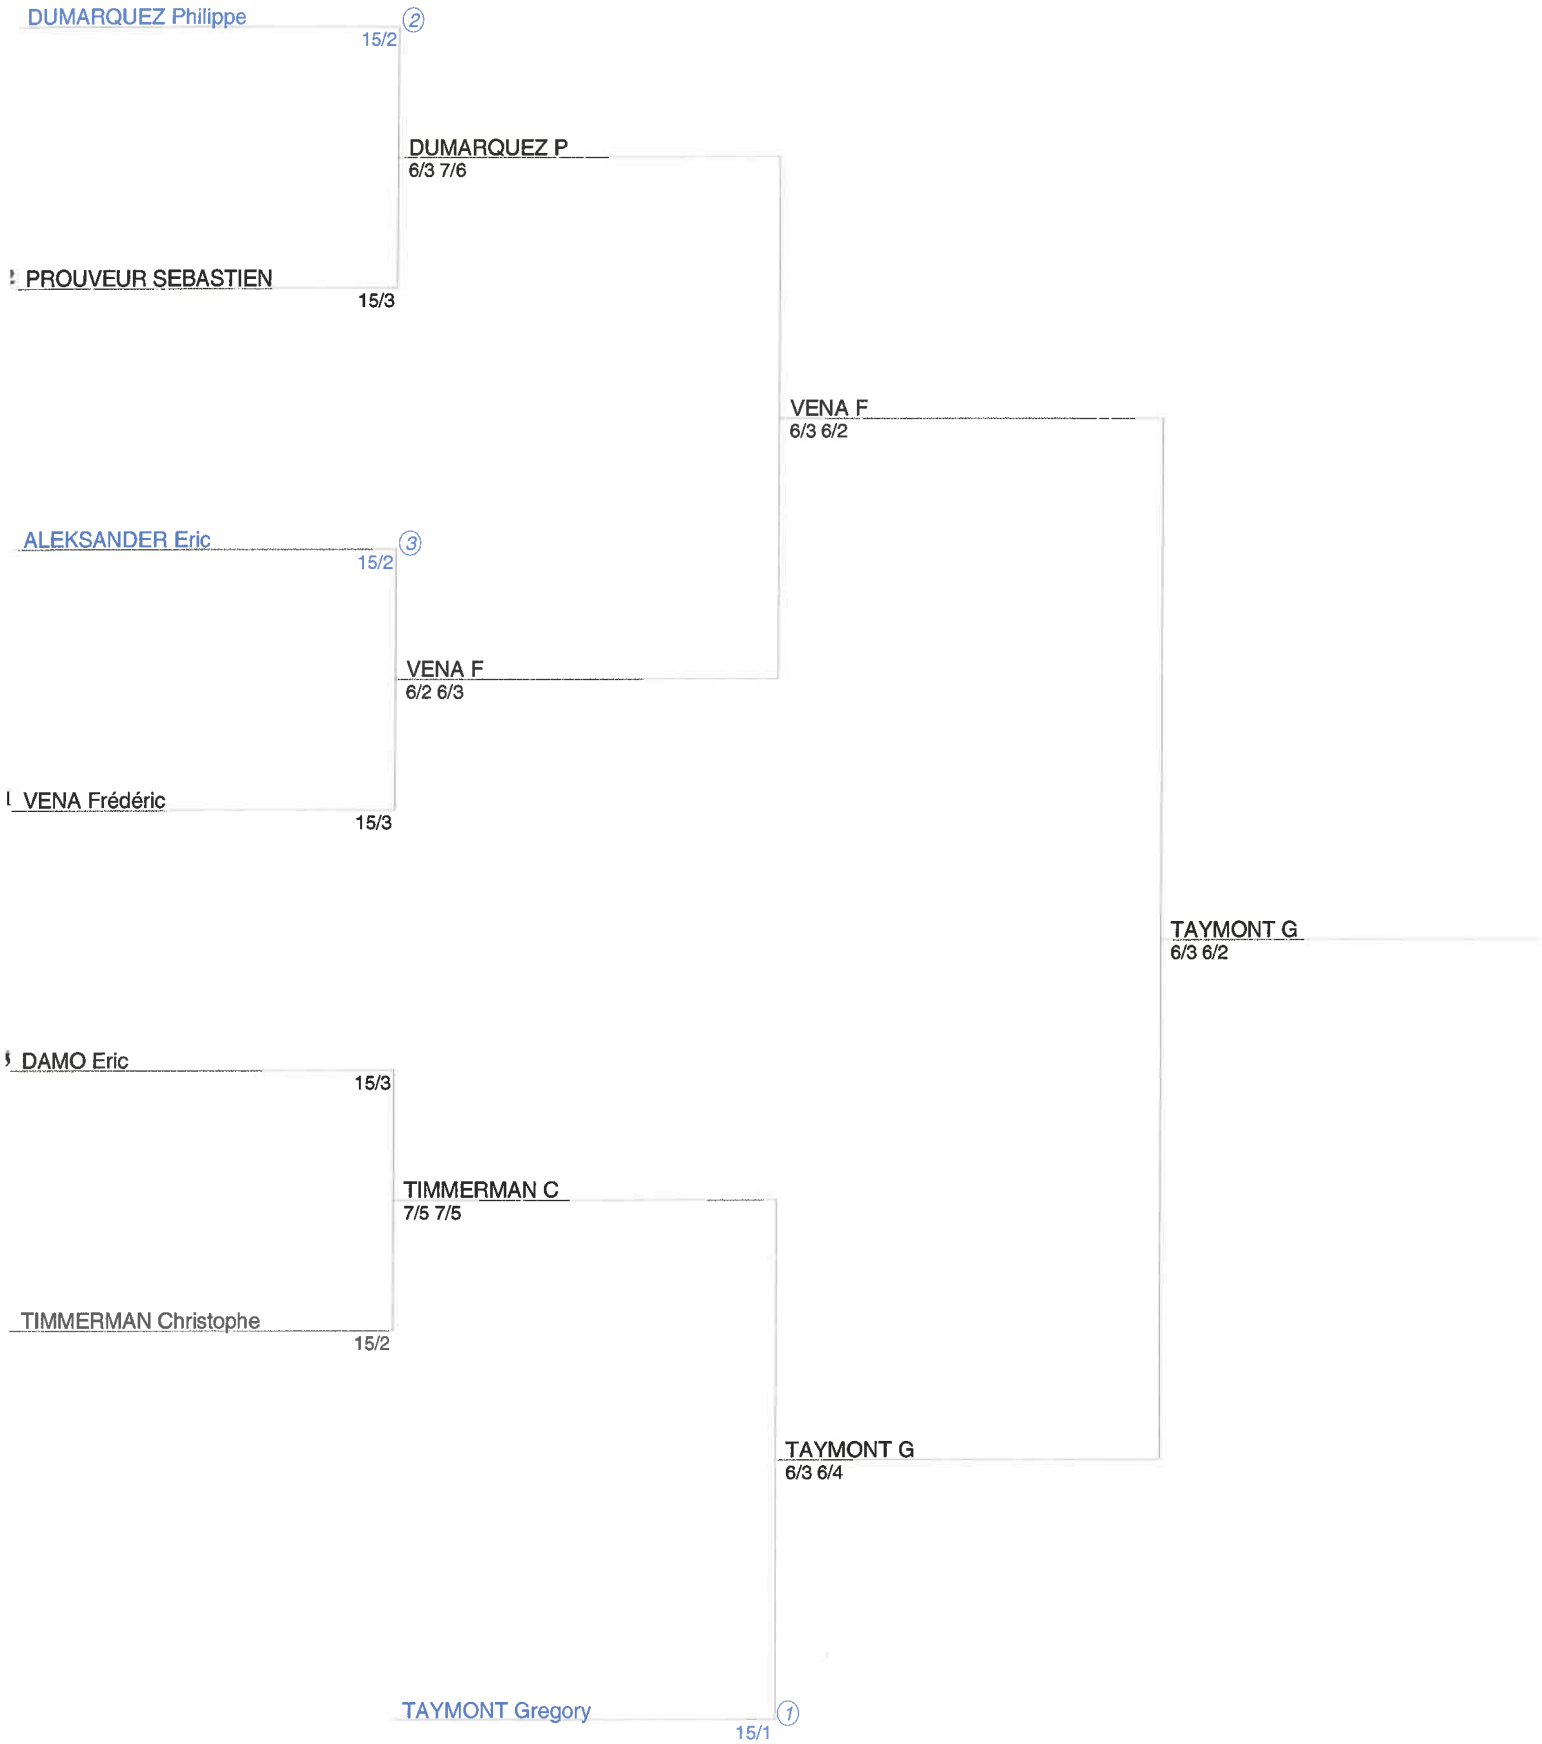 DUMARQUEZ Philippe
2
15/2
DUMARQUEZ P
6/3 7/6
PROUVEUR SEBASTIEN
15/3
VENA F
6/3 6/2
ALEKSANDER Eric
3
15/2
VENA F
6/2 6/3
VENA Frédéric
15/3
TAYMONT G
6/3 6/2
DAMO Eric
15/3
TIMMERMAN C
7/5 7/5
TIMMERMAN Christophe
15/2
TAYMONT G
6/3 6/4
TAYMONT Gregory
1
15/1